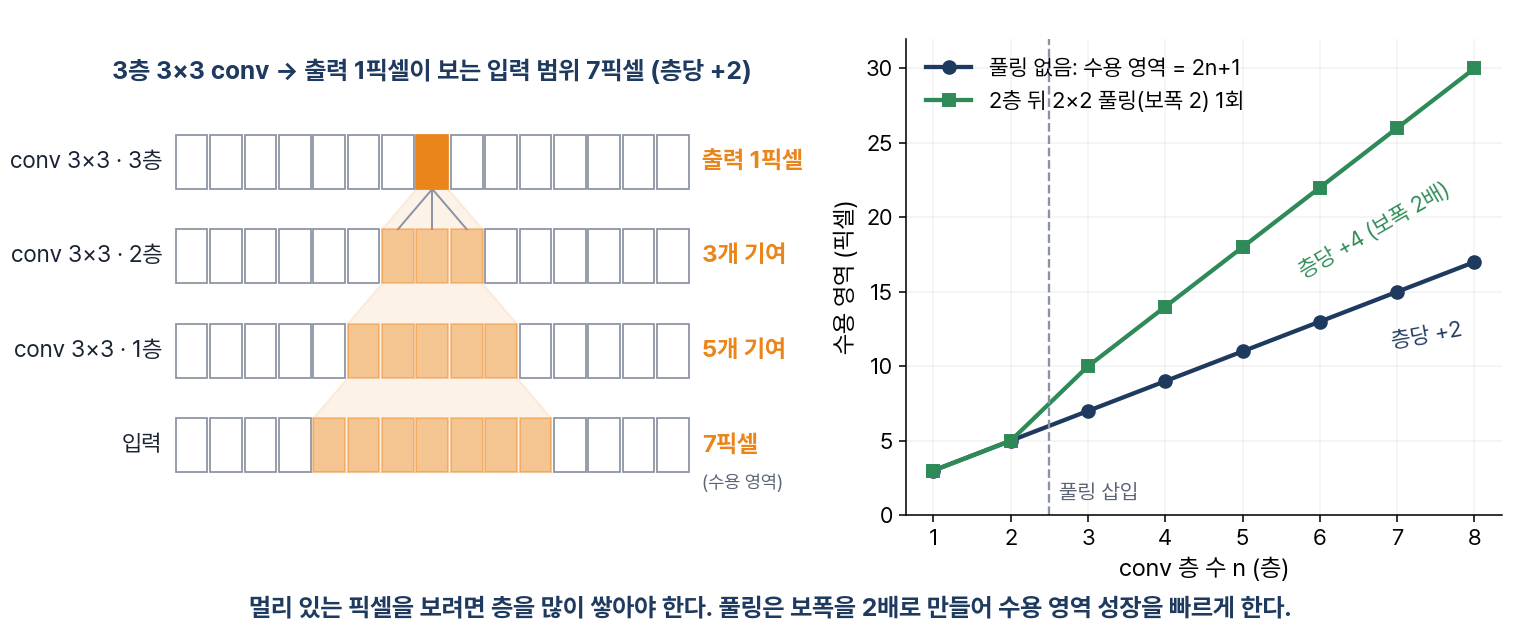 3층 3×3 conv → 출력 1픽셀이 보는 입력 범위 7픽셀 (층당 +2)
conv 3×3 · 3층
출력 1픽셀
conv 3×3 · 2층
3개 기여
conv 3×3 · 1층
5개 기여
입력
7픽셀
(수용 영역)
풀링 없음: 수용 영역 = 2n+1
2층 뒤 2×2 풀링(보폭 2) 1회
수용 영역 (픽셀)
30
25
20
15
10
5
0
층당 +4 (보폭 2배)
층당 +2
풀링 삽입
1 2 3 4 5 6 7 8
conv 층 수 n (층)
멀리 있는 픽셀을 보려면 층을 많이 쌓아야 한다. 풀링은 보폭을 2배로 만들어 수용 영역 성장을 빠르게 한다.